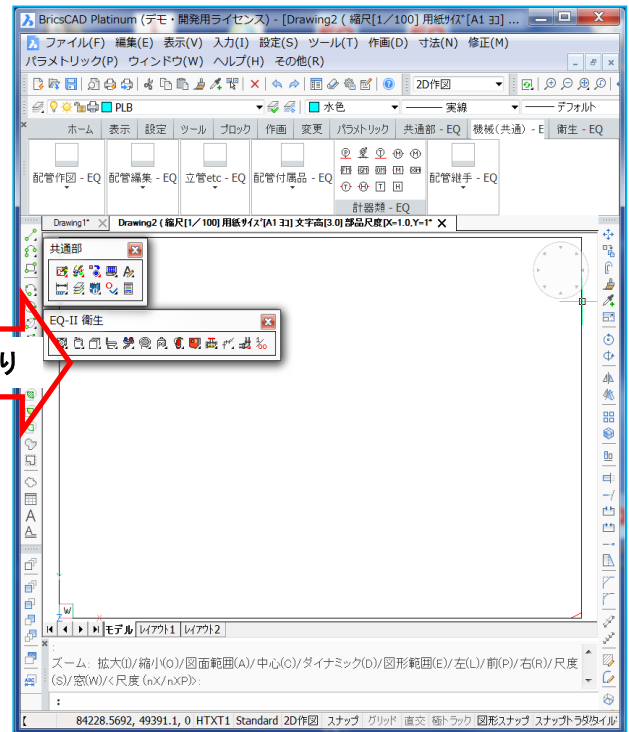 BricsCAD Platinum (デモ・開発用ライセンス) - [Drawing2 ( 縮尺[1/100] 用紙ｻｲｽﾞ[A1 ﾖｺ] ...
ファイル(F) 編集(E) 表示(V) 入力(I) 設定(S) ツール(T) 作画(D) 寸法(N) 修正(M)
パラメトリック(P) ウィンドウ(W) ヘルプ(H) その他(R)
2D作図
PLB 水色 実線 デフォルト
ホーム 表示 設定 ツール ブロック 作画 変更 パラメトリック 共通部 - EQ 機械(共通) - E 衛生 - EQ
配管作図 - EQ 配管編集 - EQ 立管etc - EQ 配管付属品 - EQ 配管継手 - EQ
計器類 - EQ
Drawing1* Drawing2 ( 縮尺[1/100] 用紙ｻｲｽﾞ[A1 ﾖｺ] 文字高[3.0] 部品尺度[X=1.0,Y=1*
共通部
EQ-II 衛生
り
W
モデル ﾚｲｱｳﾄ1 ﾚｲｱｳﾄ2
:
ズーム: 拡大(I)/縮小(O)/図面範囲(A)/中心(C)/ダイナミック(D)/図形範囲(E)/左(L)/前(P)/右(R)/尺度
(S)/窓(W)/<尺度 (nX/nXP)>:
:
84228.5692, 49391.1, 0 HTXT1 Standard 2D作図 スナップ グリッド 直交 極トラック 図形スナップ スナップトラ